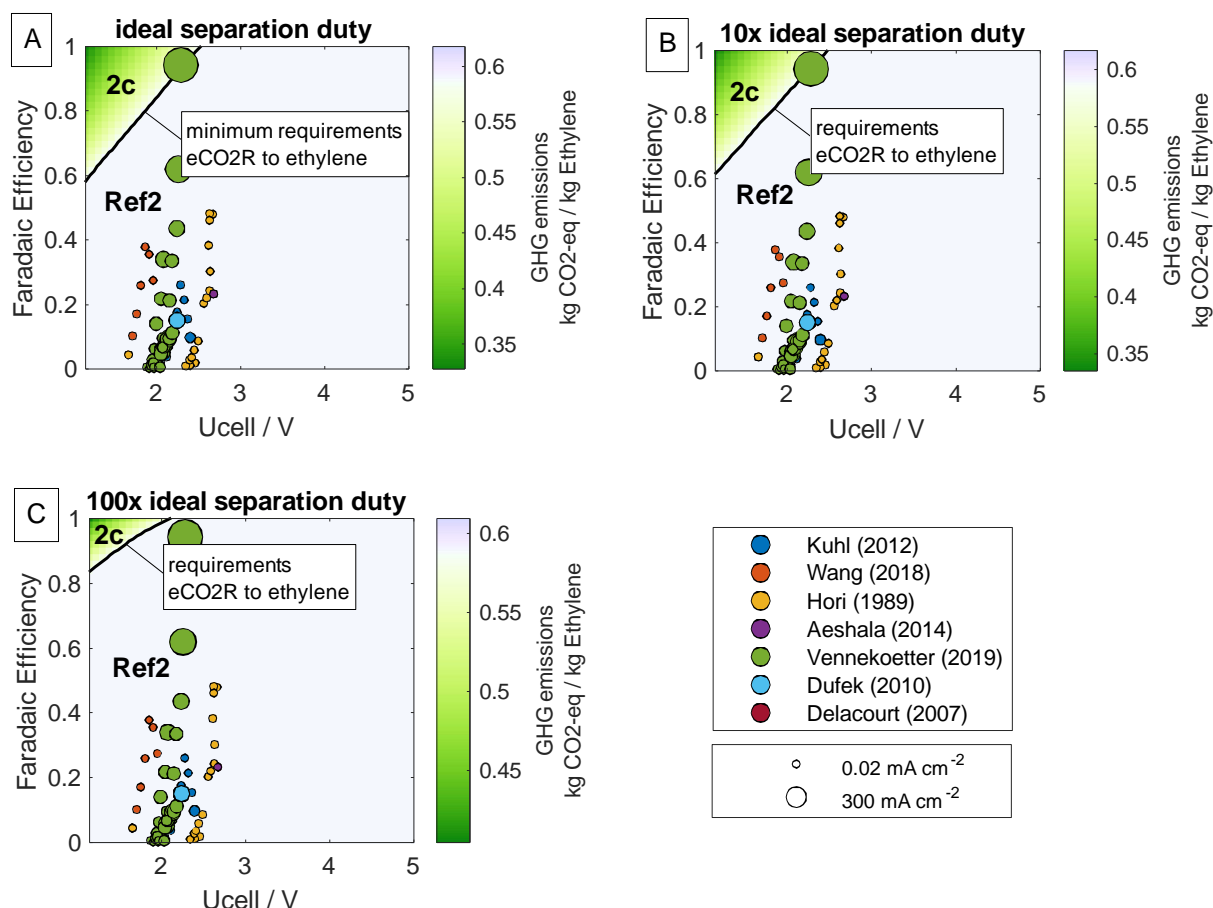 A
ideal separation duty
1
0.8
0.6
0.4
0.2
0
2
3
4
5
Faradaic Efficiency
Ucell / V
2c
minimum requirements
eCO2R to ethylene
Ref2
0.6
0.55
0.5
0.45
0.4
0.35
GHG emissions
kg CO2-eq / kg Ethylene
B
10x ideal separation duty
1
0.8
0.6
0.4
0.2
0
2
3
4
5
Faradaic Efficiency
Ucell / V
2c
requirements
eCO2R to ethylene
Ref2
0.6
0.55
0.5
0.45
0.4
0.35
GHG emissions
kg CO2-eq / kg Ethylene
C
100x ideal separation duty
1
0.8
0.6
0.4
0.2
0
2
3
4
5
Faradaic Efficiency
Ucell / V
2c
requirements
eCO2R to ethylene
Ref2
0.6
0.55
0.5
0.45
GHG emissions
kg CO2-eq / kg Ethylene
Kuhl (2012)
Wang (2018)
Hori (1989)
Aeshala (2014)
Vennekoetter (2019)
Dufek (2010)
Delacourt (2007)
0.02 mA cm⁻²
300 mA cm⁻²